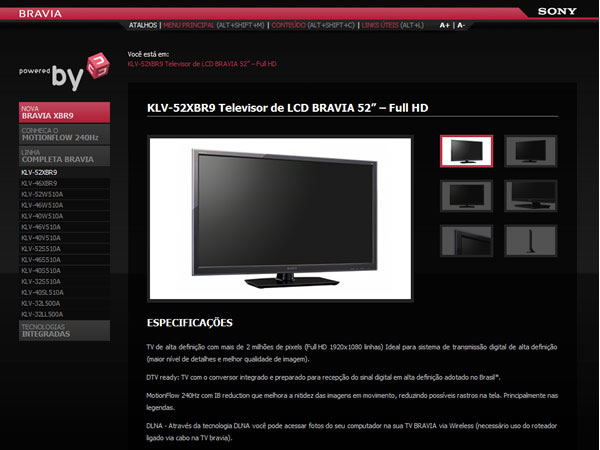 BRAVIA
SONY
ATALHOS | MENU PRINCIPAL (ALT+SHIFT+M) | CONTEÚDO (ALT+SHIFT+C) | LINKS ÚTEIS (ALT+L)
A+ | A-
powered by
Você está em:
KLV-52XBR9 Televisor de LCD BRAVIA 52” – Full HD
NOVA
BRAVIA XBR9
CONHEÇA O
MOTIONFLOW 240Hz
LINHA
COMPLETA BRAVIA
KLV-52XBR9
KLV-46XBR9
KLV-52W510A
KLV-46W510A
KLV-40W510A
KLV-46V510A
KLV-40V510A
KLV-52S510A
KLV-46S510A
KLV-40S510A
KLV-32S510A
KLV-40SL510A
KLV-32L500A
KLV-32LL500A
TECNOLOGIAS
INTEGRADAS
KLV-52XBR9 Televisor de LCD BRAVIA 52” – Full HD
ESPECIFICAÇÕES
TV de alta definição com mais de 2 milhões de pixels (Full HD 1920x1080 linhas) Ideal para sistema de transmissão digital de alta definição
(maior nível de detalhes e melhor qualidade de imagem).
DTV ready: TV com o conversor integrado e preparado para recepção do sinal digital em alta definição adotado no Brasil*.
MotionFlow 240Hz com IB reduction que melhora a nitidez das imagens em movimento, reduzindo possíveis rastros na tela. Principalmente nas
legendas.
DLNA - Através da tecnologia DLNA você pode acessar fotos do seu computador na sua TV BRAVIA via Wireless (necessário uso do roteador
ligado via cabo na TV bravia).